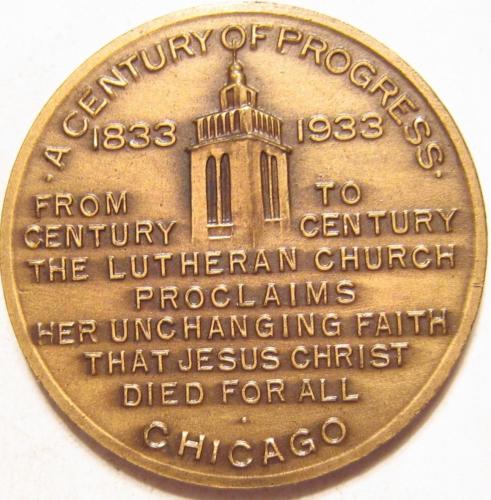 · A CENTURY OF PROGRESS ·
1833 1933
FROM TO
CENTURY CENTURY
THE LUTHERAN CHURCH
PROCLAIMS
HER UNCHANGING FAITH
THAT JESUS CHRIST
DIED FOR ALL
CHICAGO